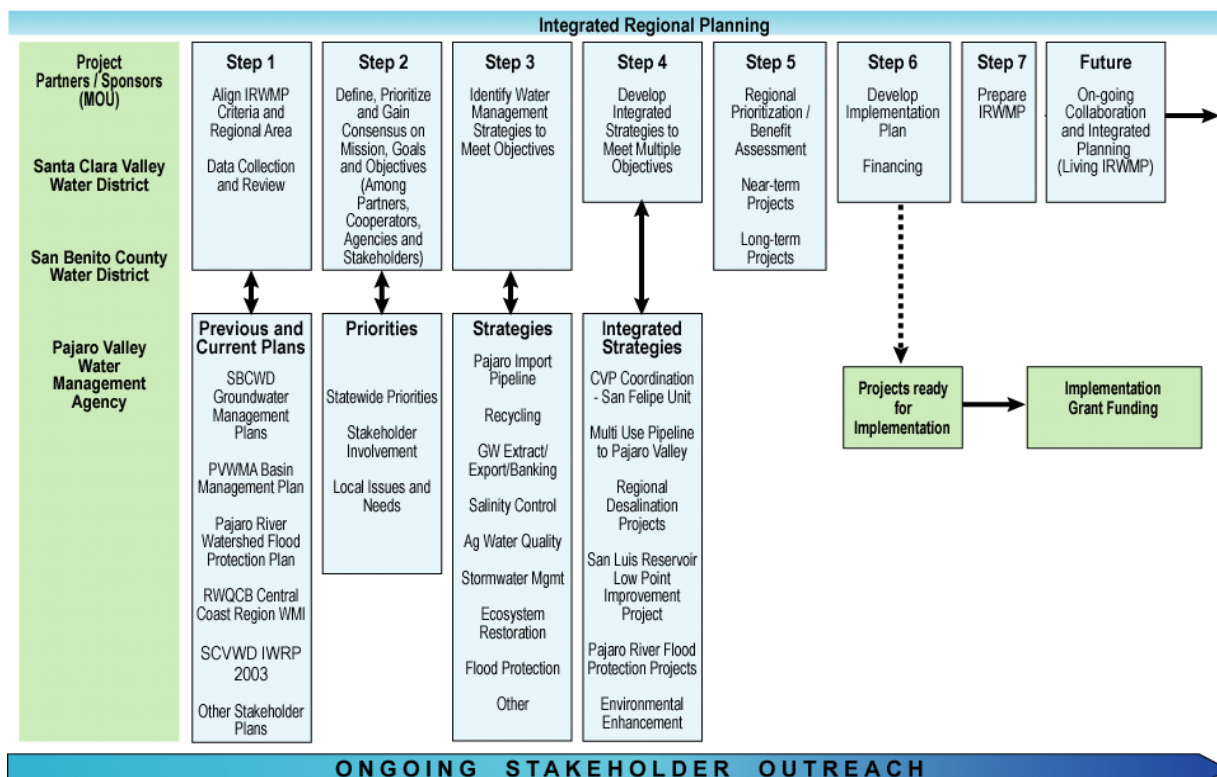 Integrated Regional Planning
Project
Partners / Sponsors
(MOU)
Santa Clara Valley
Water District
San Benito County
Water District
Pajaro Valley
Water
Management
Agency
Step 1
Align IRWMP
Criteria and
Regional Area
Data Collection
and Review
Step 2
Define, Prioritize
and Gain
Consensus on
Mission, Goals
and Objectives
(Among
Partners,
Cooperators,
Agencies and
Stakeholders)
Step 3
Identify Water
Management
Strategies to
Meet Objectives
Step 4
Develop
Integrated
Strategies to
Meet Multiple
Objectives
Step 5
Regional
Prioritization /
Benefit
Assessment
Near-term
Projects
Long-term
Projects
Step 6
Develop
Implementation
Plan
Financing
Step 7
Prepare
IRWMP
Future
On-going
Collaboration
and Integrated
Planning
(Living IRWMP)
Previous and
Current Plans
SBCWD
Groundwater
Management
Plans
PVWMA Basin
Management Plan
Pajaro River
Watershed Flood
Protection Plan
RWQCB Central
Coast Region WMI
SCVWD IWRP
2003
Other Stakeholder
Plans
Priorities
Statewide Priorities
Stakeholder
Involvement
Local Issues and
Needs
Strategies
Pajaro Import
Pipeline
Recycling
GW Extract/
Export/Banking
Salinity Control
Ag Water Quality
Stormwater Mgmt
Ecosystem
Restoration
Flood Protection
Other
Integrated
Strategies
CVP Coordination
- San Felipe Unit
Multi Use Pipeline
to Pajaro Valley
Regional
Desalination
Projects
San Luis Reservoir
Low Point
Improvement
Project
Pajaro River Flood
Protection Projects
Environmental
Enhancement
Projects ready
for
Implementation
Implementation
Grant Funding
ONGOING STAKEHOLDER OUTREACH